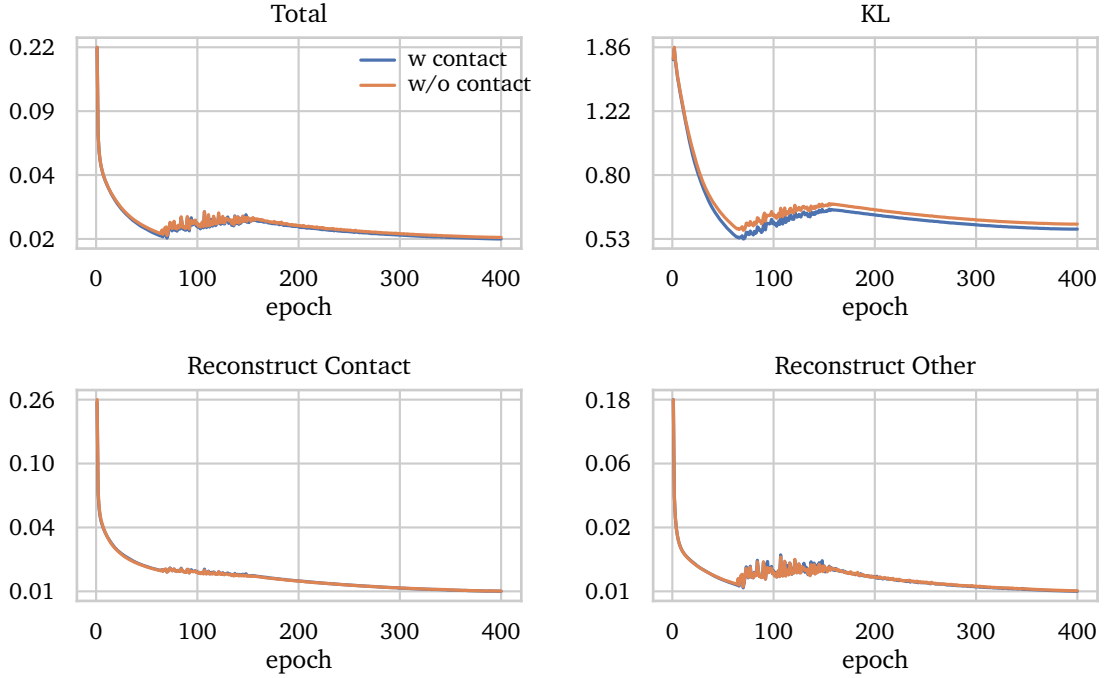 Total
0.22
0.09
0.04
0.02
w contact
w/o contact
0 100 200 300 400
epoch
KL
1.86
1.22
0.80
0.53
0 100 200 300 400
epoch
Reconstruct Contact
0.26
0.10
0.04
0.01
0 100 200 300 400
epoch
Reconstruct Other
0.18
0.06
0.02
0.01
0 100 200 300 400
epoch